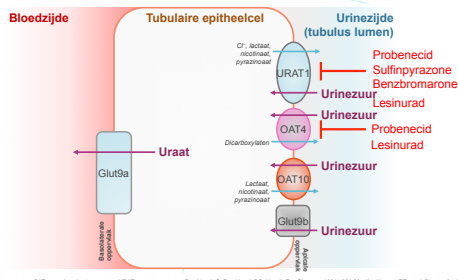 Bloedzijde
Tubulaire epitheelcel
Urinezijde
(tubulus lumen)
Cl⁻, lactaat,
nicotinaat,
pyrazinoaat
URAT1
Probenecid
Sulfinpyrazone
Benzbromarone
Lesinurad
Urinezuur
OAT4
Urinezuur
Probenecid
Lesinurad
Dicarboxylaten
Uraat
Glut9a
Urinezuur
OAT10
Lactaat,
nicotinaat,
pyrazinoaat
Glut9b
Urinezuur
Basolaterale
oppervlak
Apicale
oppervlak